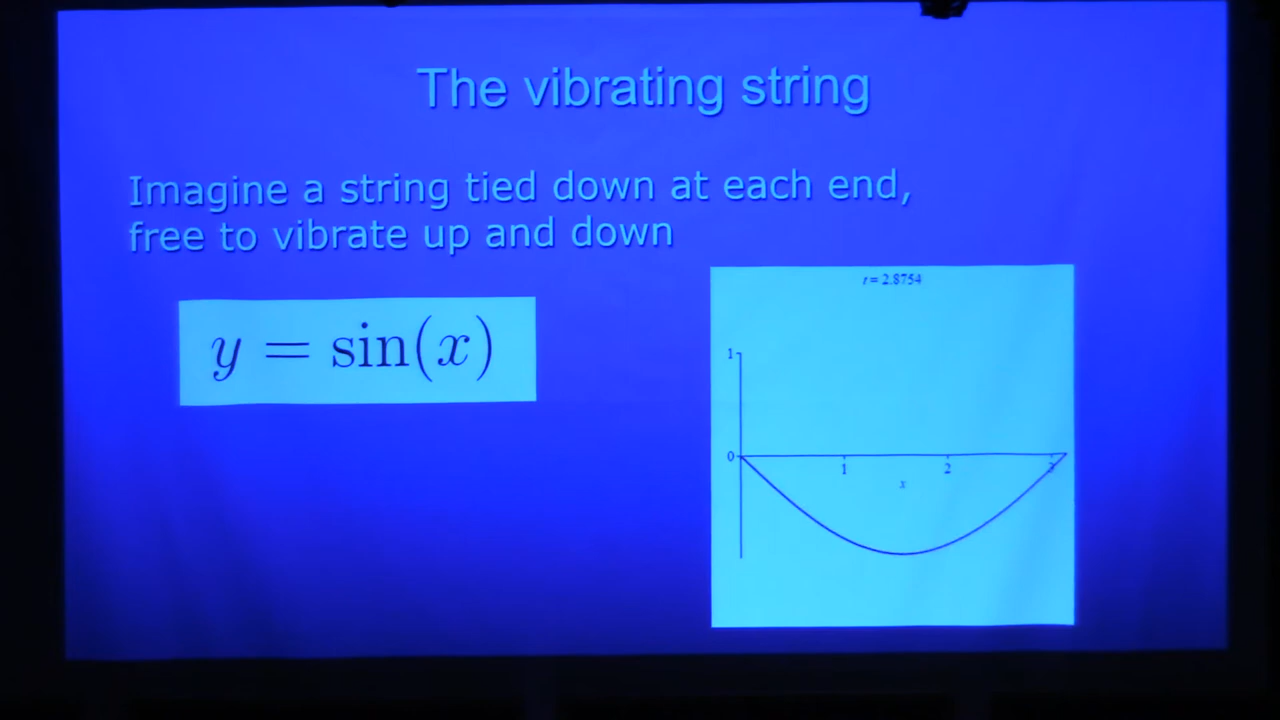 The vibrating string
Imagine a string tied down at each end,
free to vibrate up and down
y = sin(x)
t = 2.8754
1
0
1
2
3
x